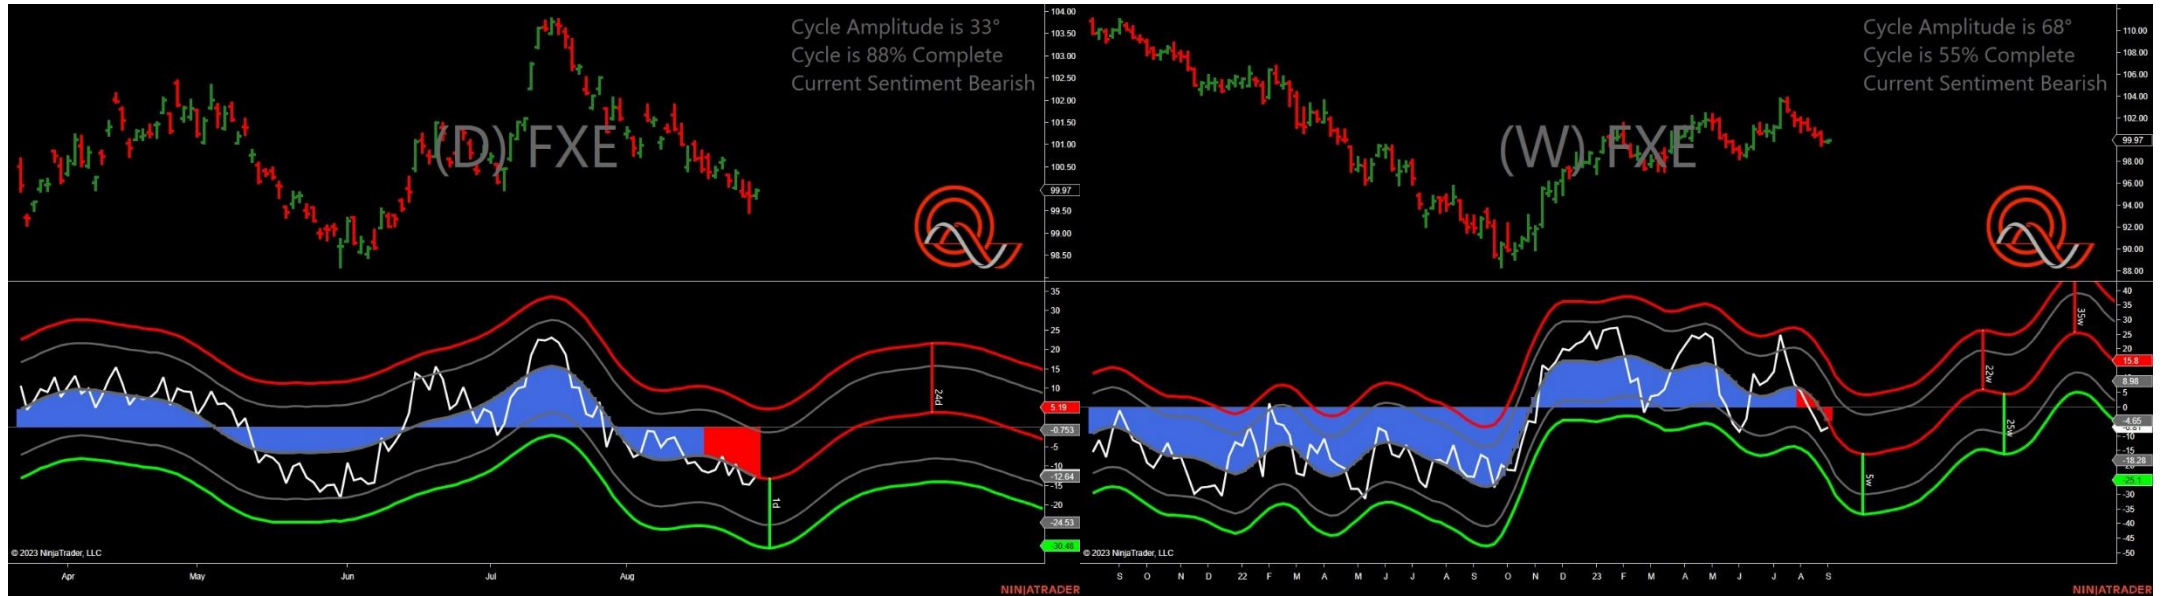 Cycle Amplitude is 33°
Cycle is 88% Complete
Current Sentiment Bearish
(D) FXE
104.00
103.50
103.00
102.50
102.00
101.50
101.00
100.50
99.97
99.50
99.00
98.50
35
30
25
20
15
10
5.19
-0.753
-5
-10
-12.64
-15
-20
-24.53
-30.48
24d
1d
© 2023 NinjaTrader, LLC
Apr May Jun Jul Aug
NINJATRADER
Cycle Amplitude is 68°
Cycle is 55% Complete
Current Sentiment Bearish
(W) FXE
110.00
108.00
106.00
104.00
102.00
99.97
98.00
96.00
94.00
92.00
90.00
88.00
40
35
30
25
20
15.8
8.98
5
0
-4.65
-10
-15
-18.28
-25.1
-30
-35
-40
-45
-50
5w
22w
25w
35w
© 2023 NinjaTrader, LLC
S O N D 22 F M A M J J A S O N D 23 F M A M J J A S
NINJATRADER